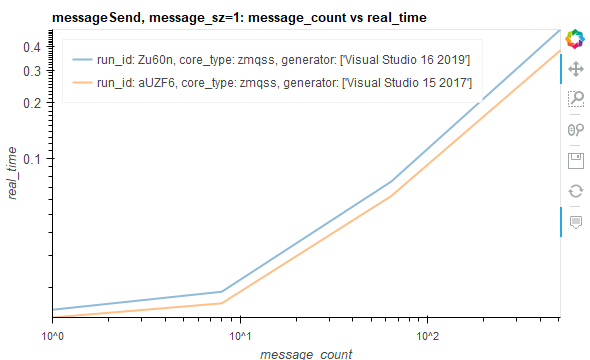 messageSend, message_sz=1: message_count vs real_time
run_id: Zu60n, core_type: zmqss, generator: ['Visual Studio 16 2019']
run_id: aUZF6, core_type: zmqss, generator: ['Visual Studio 15 2017']
0.4
0.3
0.2
0.1
real_time
10^0
10^1
10^2
message_count